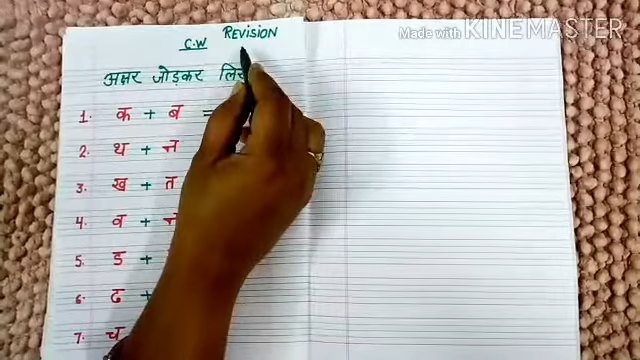 Made with KINEMASTER
C.W Revision
अक्षर जोड़कर
1. क + ब =
2. थ + न
3. ख + त
4. व + न
5. ड +
6. ढ +
7. च